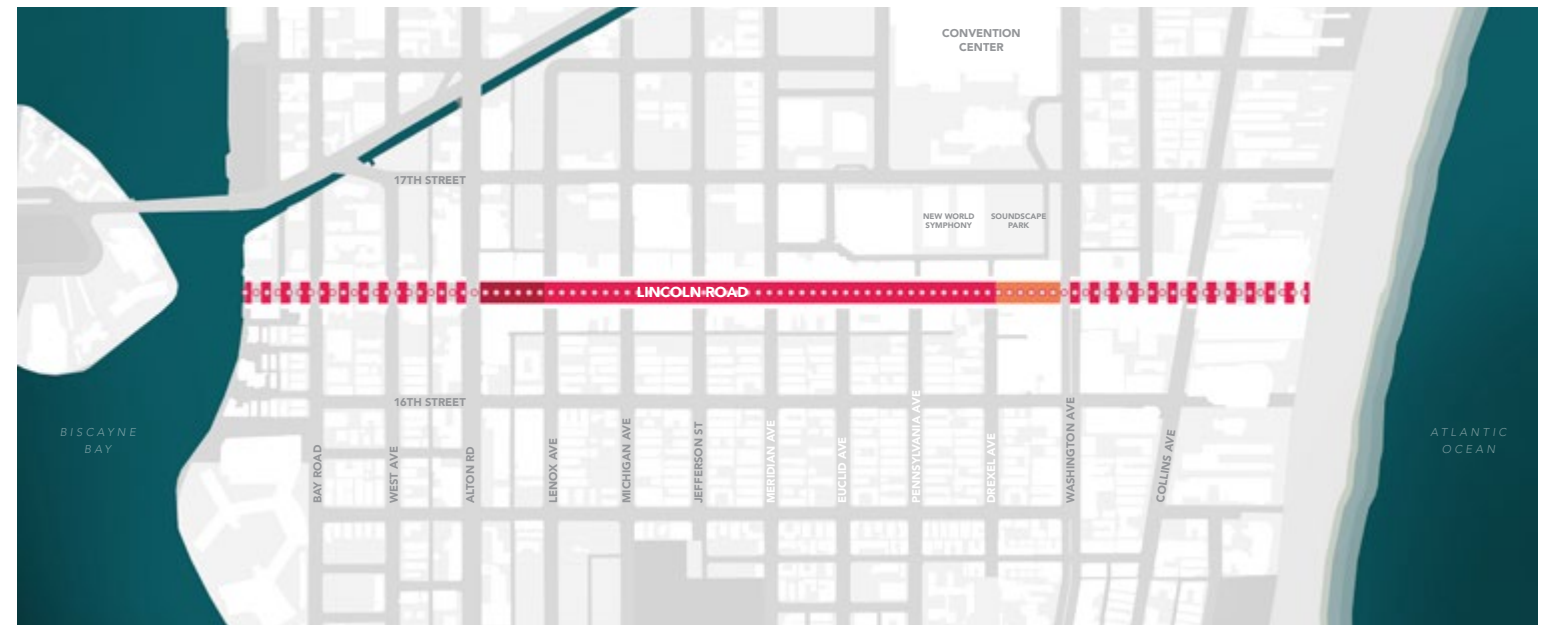 CONVENTION
CENTER
17TH STREET
NEW WORLD
SYMPHONY
SOUNDSCAPE
PARK
LINCOLN ROAD
16TH STREET
BISCAYNE
BAY
ATLANTIC
OCEAN
BAY ROAD
WEST AVE
ALTON RD
LENOX AVE
MICHIGAN AVE
JEFFERSON ST
MERIDIAN AVE
EUCLID AVE
PENNSYLVANIA AVE
DREXEL AVE
WASHINGTON AVE
COLLINS AVE